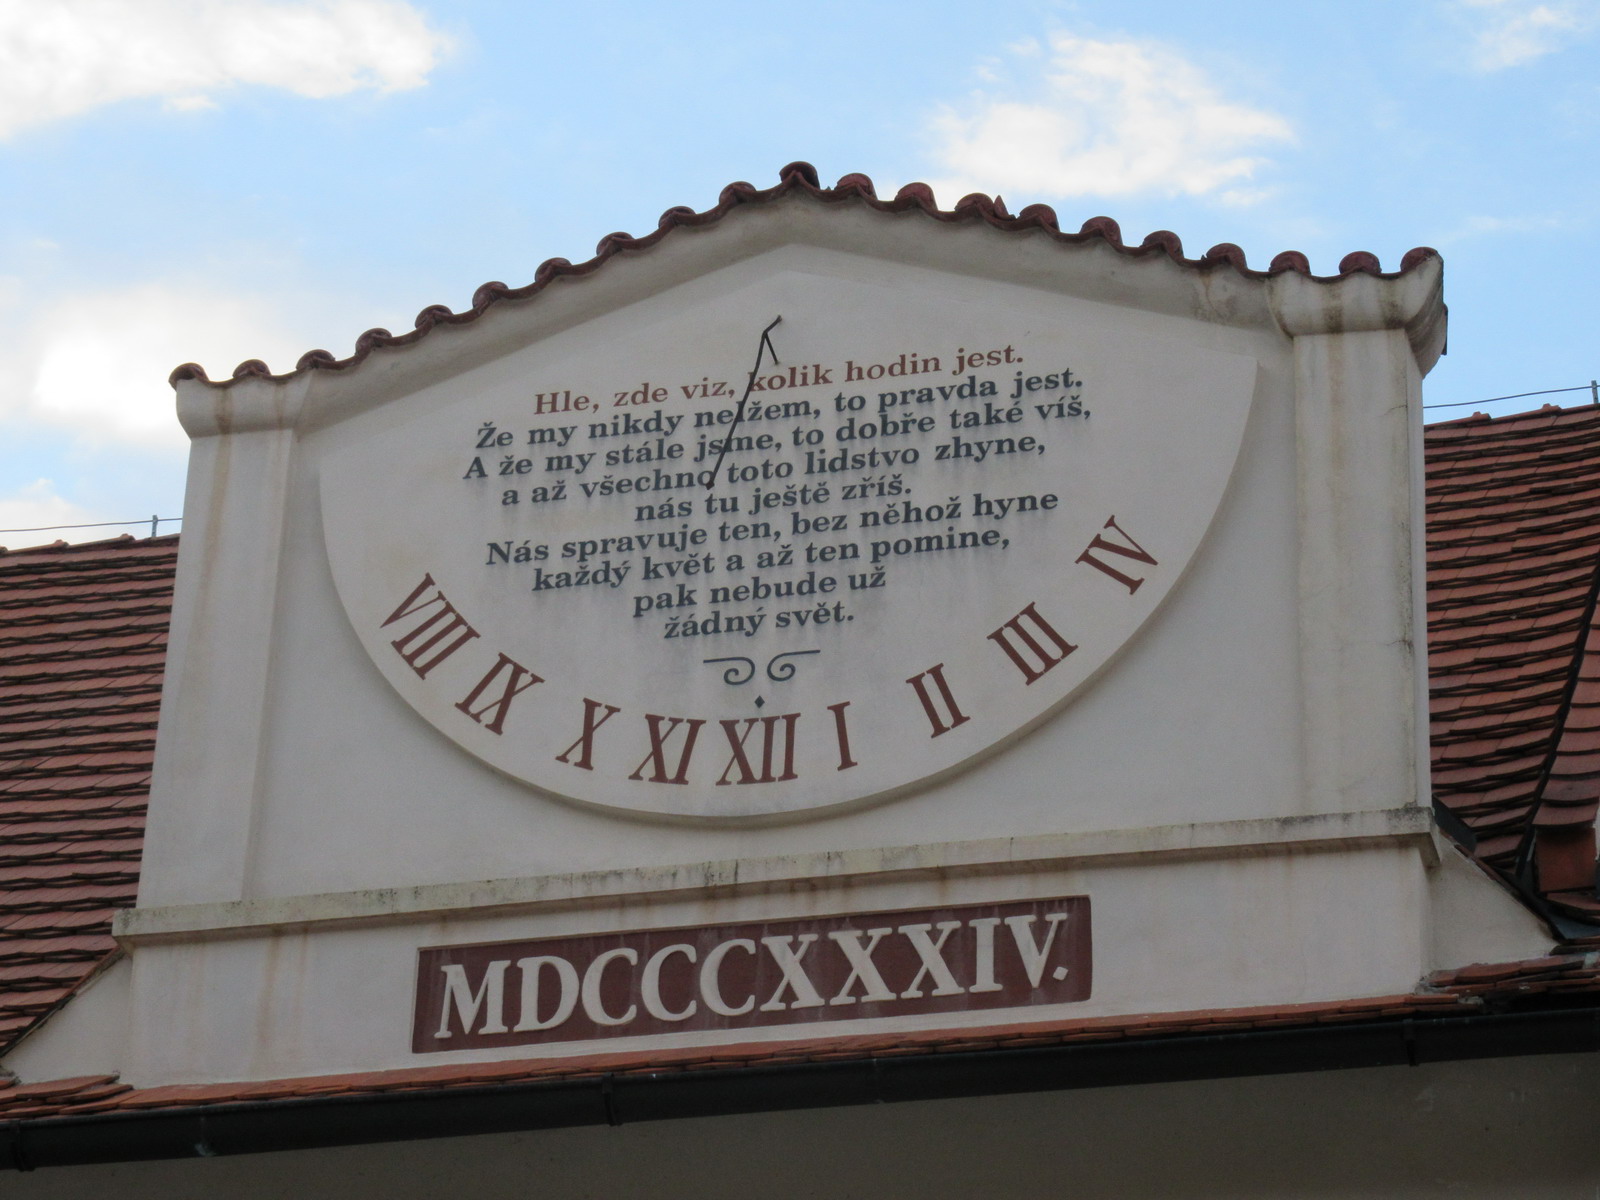 Hle, zde viz, kolik hodin jest.
Že my nikdy nelžem, to pravda jest.
A že my stále jsme, to dobře také víš,
a až všechno toto lidstvo zhyne,
nás tu ještě zříš.
Nás spravuje ten, bez něhož hyne
každý květ a až ten pomine,
pak nebude už
žádný svět.
VIII IX X XI XII I II III IV
MDCCCXXXIV.